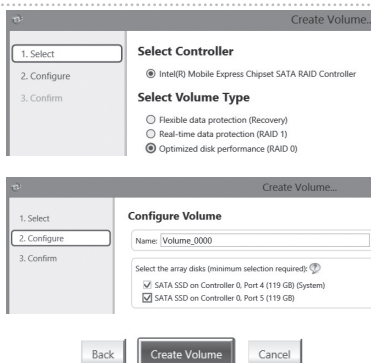 Create Volume...
1. Select
2. Configure
3. Confirm
Select Controller
Intel(R) Mobile Express Chipset SATA RAID Controller
Select Volume Type
Flexible data protection (Recovery)
Real-time data protection (RAID 1)
Optimized disk performance (RAID 0)
Create Volume...
1. Select
2. Configure
3. Confirm
Configure Volume
Name: Volume_0000
Select the array disks (minimum selection required):
SATA SSD on Controller 0, Port 4 (119 GB) (System)
SATA SSD on Controller 0, Port 5 (119 GB)
Back
Create Volume
Cancel